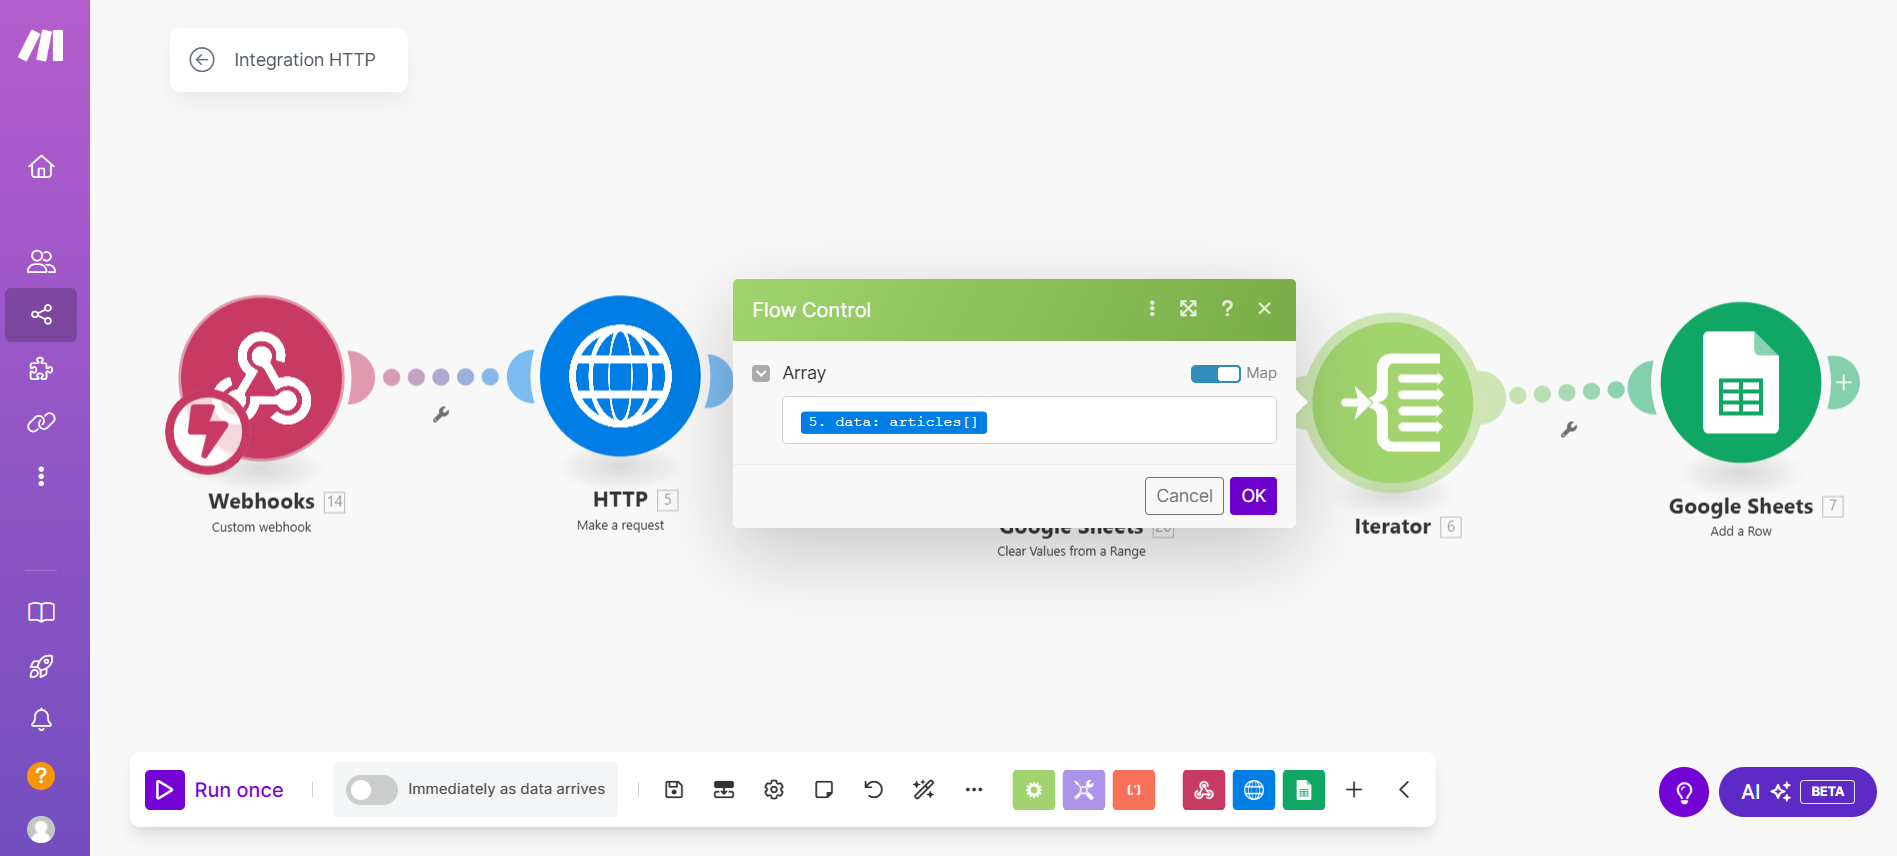 Integration HTTP
Flow Control
?
Array
Map
5. data: articles[]
Cancel
OK
Webhooks 14
Custom webhook
HTTP 5
Make a request
Google Sheets 20
Clear Values from a Range
Iterator 6
Google Sheets 7
Add a Row
?
Run once
Immediately as data arrives
AI
BETA